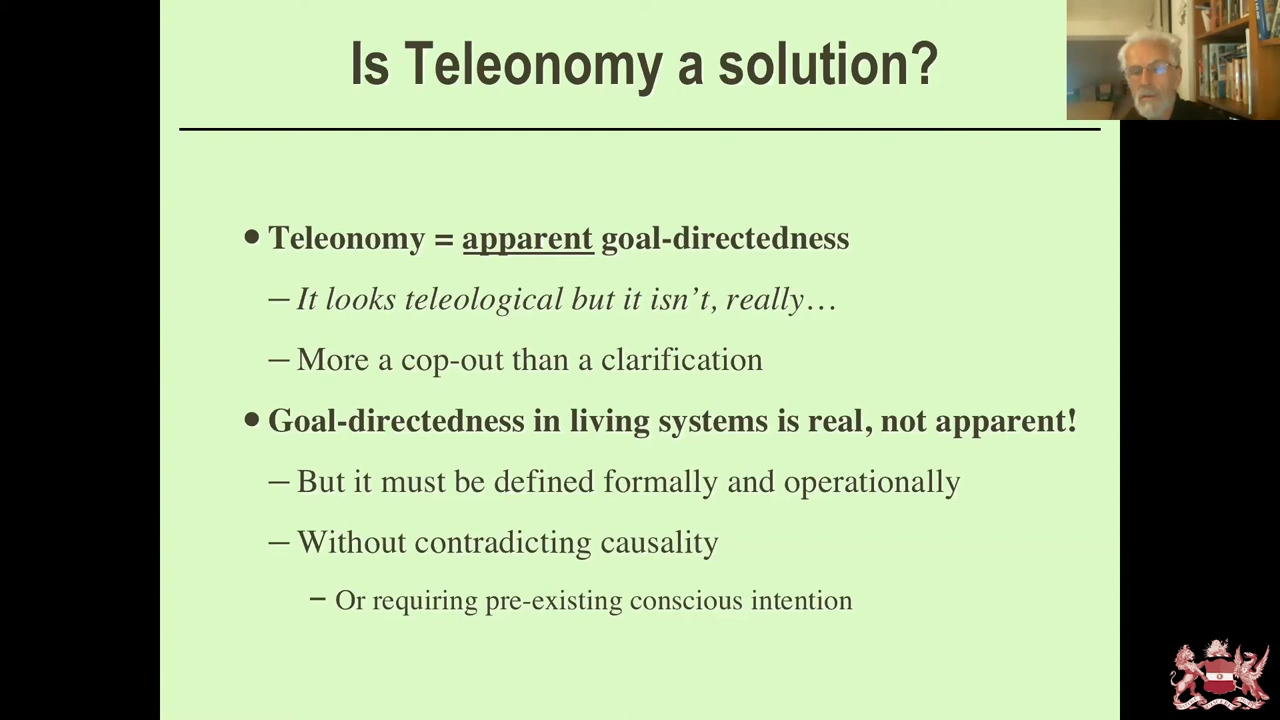 Is Teleonomy a solution?
• Teleonomy = apparent goal-directedness
– It looks teleological but it isn’t, really…
– More a cop-out than a clarification
• Goal-directedness in living systems is real, not apparent!
– But it must be defined formally and operationally
– Without contradicting causality
– Or requiring pre-existing conscious intention